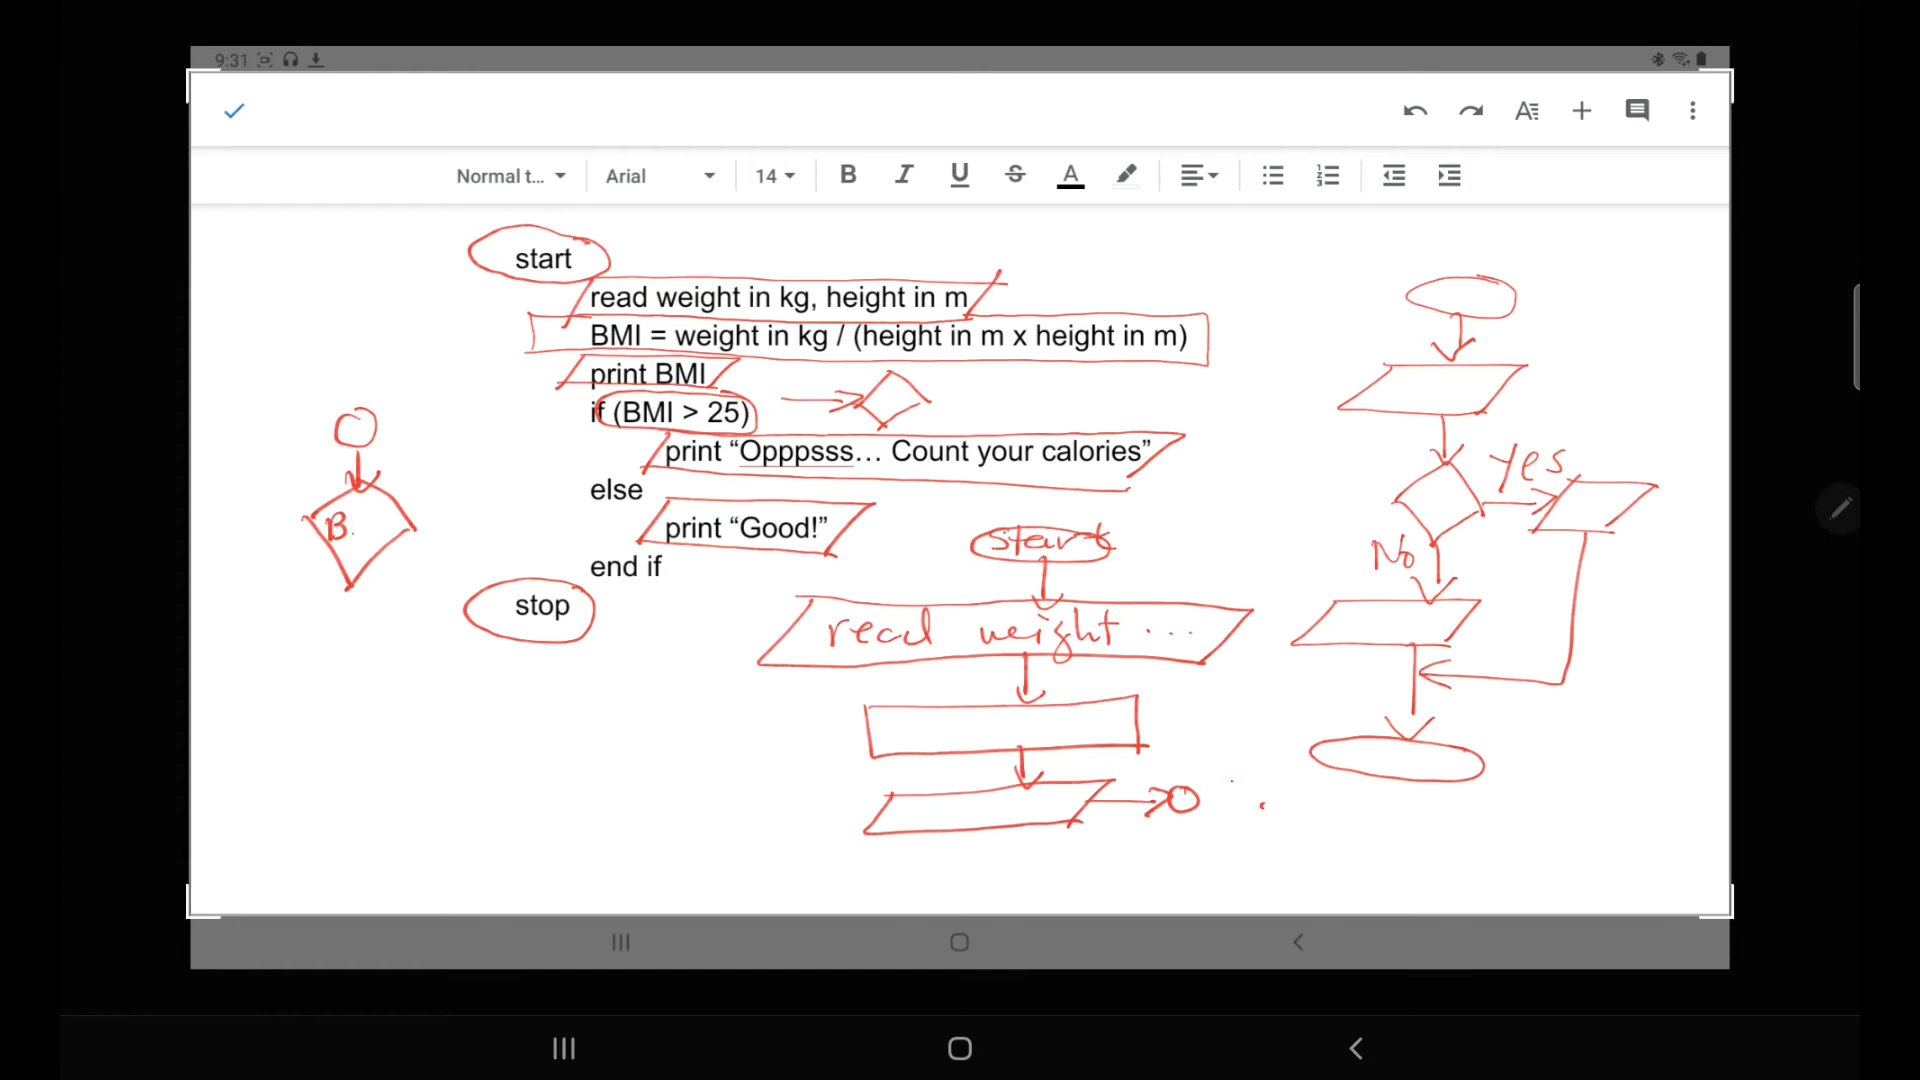 9:31
Normal t... Arial 14 B I U S A
start
read weight in kg, height in m
BMI = weight in kg / (height in m x height in m)
print BMI
if (BMI > 25)
print “Opppsss… Count your calories”
else
print “Good!”
end if
stop
B.
start
read weight ...
Yes
No